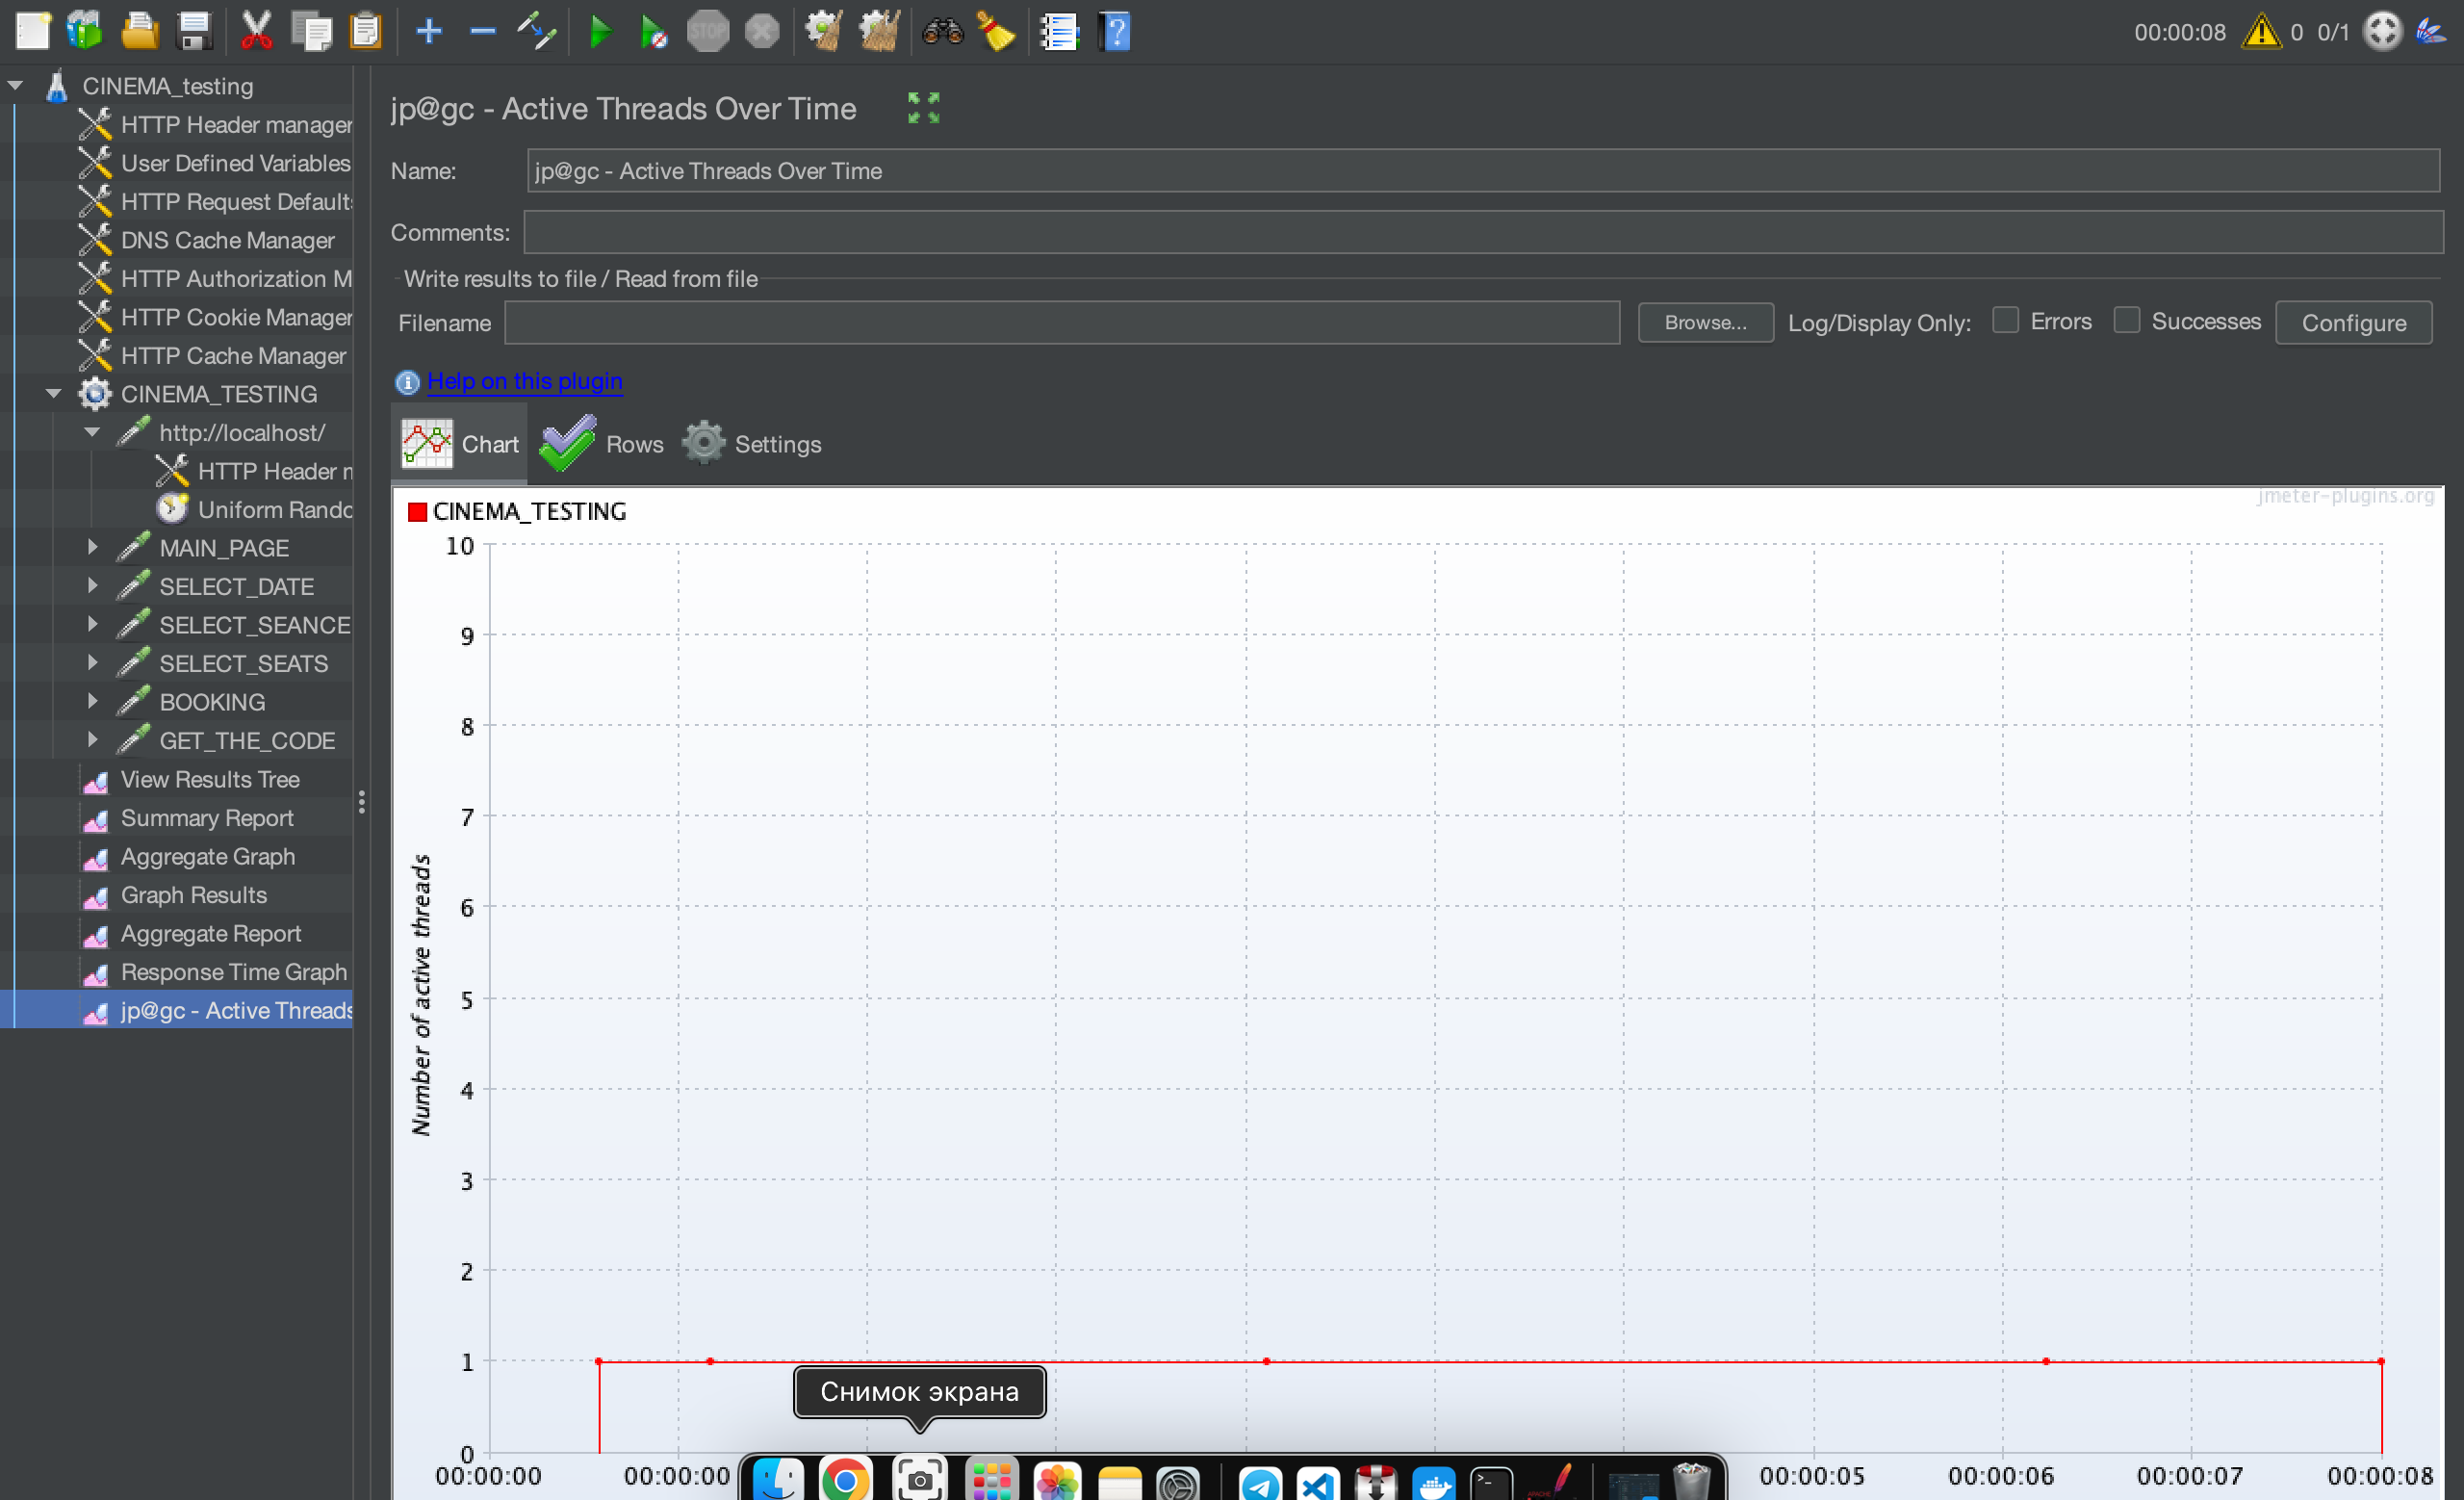 STOP
00:00:08
0
0/1
CINEMA_testing
HTTP Header manager
User Defined Variables
HTTP Request Default
DNS Cache Manager
HTTP Authorization M
HTTP Cookie Manager
HTTP Cache Manager
CINEMA_TESTING
http://localhost/
HTTP Header
Uniform Rando
MAIN_PAGE
SELECT_DATE
SELECT_SEANCE
SELECT_SEATS
BOOKING
GET_THE_CODE
View Results Tree
Summary Report
Aggregate Graph
Graph Results
Aggregate Report
Response Time Graph
jp@gc - Active Threads
jp@gc - Active Threads Over Time
Name:
jp@gc - Active Threads Over Time
Comments:
Write results to file / Read from file
Filename
Browse...
Log/Display Only:
Errors
Successes
Configure
Help on this plugin
Chart
Rows
Settings
CINEMA_TESTING
jmeter-plugins.org
10
9
8
7
6
5
4
3
2
1
0
Number of active threads
00:00:00
00:00:00
00:00:05
00:00:06
00:00:07
00:00:08
Снимок экрана